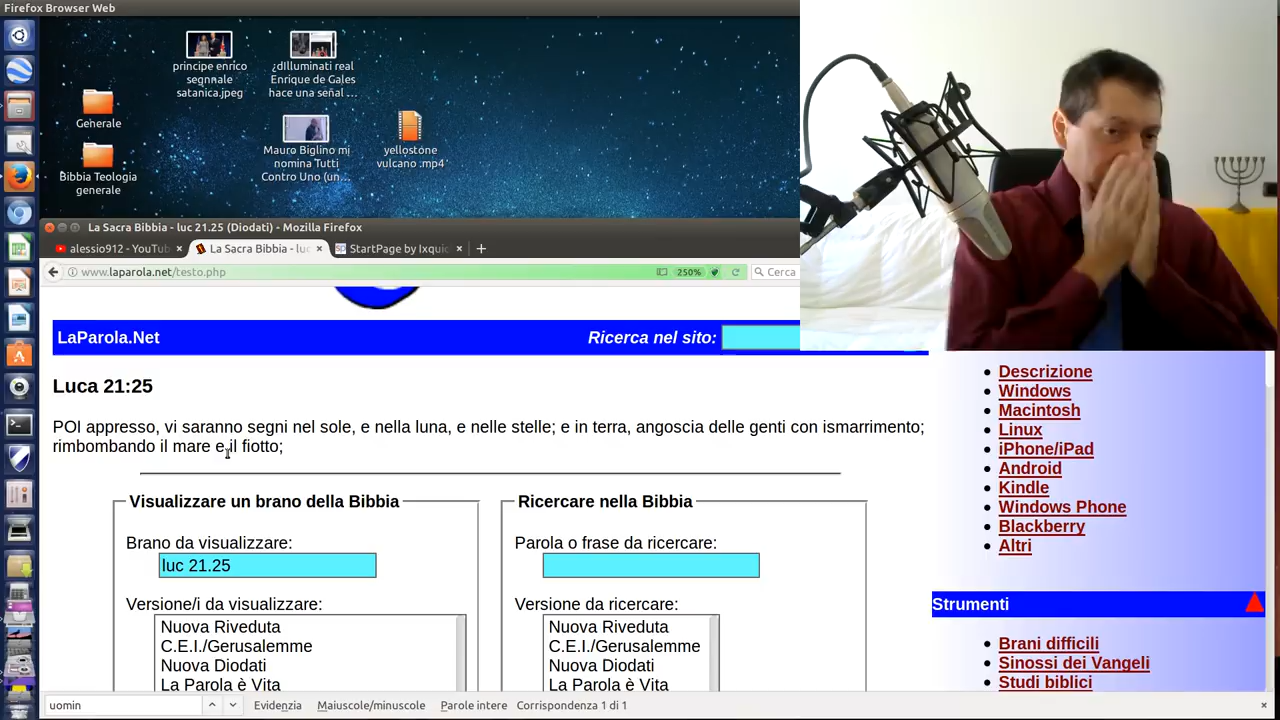 Firefox Browser Web
principe enrico
segnnale
satanica.jpeg
¿dIlluminati real
Enrique de Gales
hace una señal ...
Generale
Mauro Biglino mi
nomina Tutti
Contro Uno (un...
yellostone
vulcano :mp4
Bibbia Teologia
generale
La Sacra Bibbia - luc 21.25 (Diodati) - Mozilla Firefox
alessio912 - YouTub
La Sacra Bibbia - luc
StartPage by Ixquic
www.laparola.net/testo.php
250%
Cerca
LaParola.Net
Ricerca nel sito:
Luca 21:25
POI appresso, vi saranno segni nel sole, e nella luna, e nelle stelle; e in terra, angoscia delle genti con ismarrimento;
rimbombando il mare e il fiotto;
Visualizzare un brano della Bibbia
Brano da visualizzare:
luc 21.25
Versione/i da visualizzare:
Nuova Riveduta
C.E.I./Gerusalemme
Nuova Diodati
La Parola è Vita
Ricercare nella Bibbia
Parola o frase da ricercare:
Versione da ricercare:
Nuova Riveduta
C.E.I./Gerusalemme
Nuova Diodati
La Parola è Vita
Descrizione
Windows
Macintosh
Linux
iPhone/iPad
Android
Kindle
Windows Phone
Blackberry
Altri
Strumenti
Brani difficili
Sinossi dei Vangeli
Studi biblici
uomin
Evidenzia
Maiuscole/minuscole
Parole intere
Corrispondenza 1 di 1